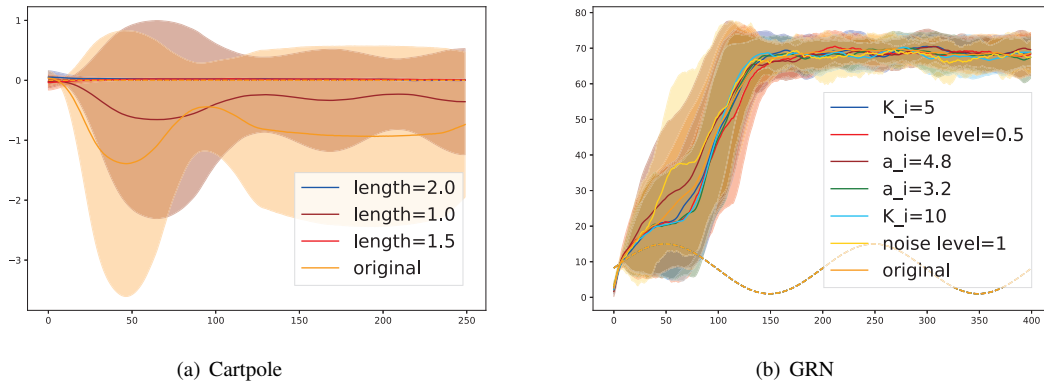 1
0
−1
−2
−3
length=2.0
length=1.0
length=1.5
original
0
50
100
150
200
250
(a) Cartpole
80
70
60
50
40
30
20
10
0
K_i=5
noise level=0.5
a_i=4.8
a_i=3.2
K_i=10
noise level=1
original
0
50
100
150
200
250
300
350
400
(b) GRN